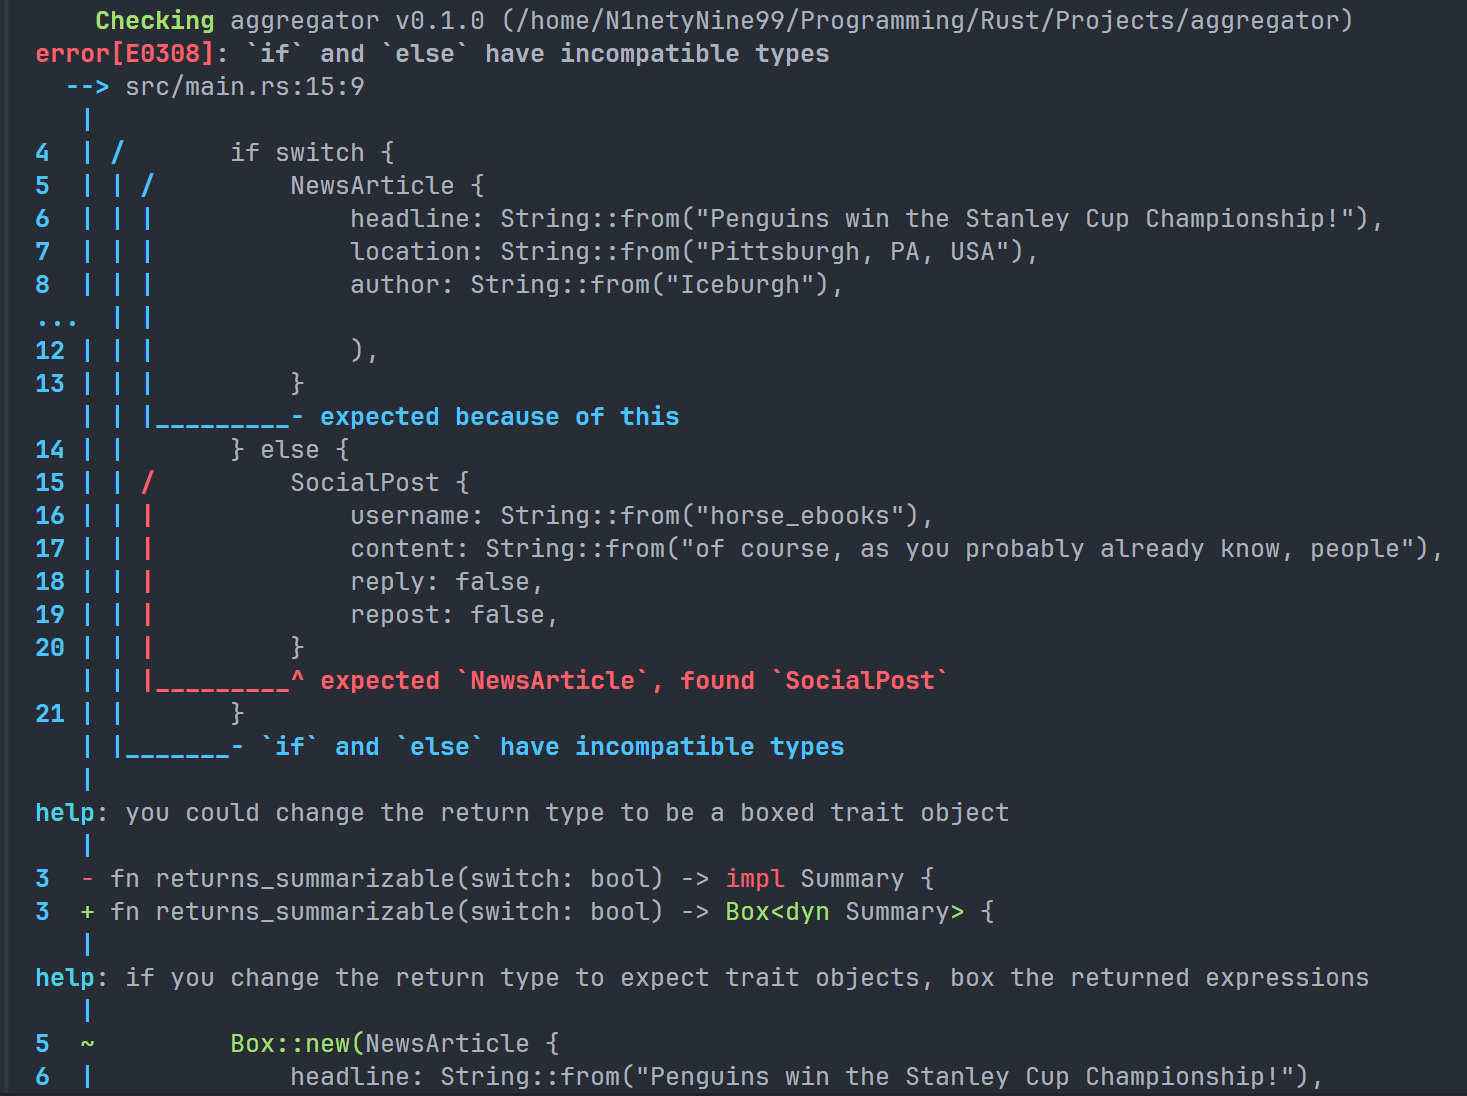 Checking aggregator v0.1.0 (/home/N1netyNine99/Programming/Rust/Projects/aggregator)
error[E0308]: `if` and `else` have incompatible types
  --> src/main.rs:15:9
   |
4  | /       if switch {
5  | | /         NewsArticle {
6  | | |             headline: String::from("Penguins win the Stanley Cup Championship!"),
7  | | |             location: String::from("Pittsburgh, PA, USA"),
8  | | |             author: String::from("Iceburgh"),
...  | |
12 | | |             ),
13 | | |         }
   | | |_________- expected because of this
14 | |       } else {
15 | | /         SocialPost {
16 | | |             username: String::from("horse_ebooks"),
17 | | |             content: String::from("of course, as you probably already know, people"),
18 | | |             reply: false,
19 | | |             repost: false,
20 | | |         }
   | | |_________^ expected `NewsArticle`, found `SocialPost`
21 | |       }
   | |_______- `if` and `else` have incompatible types
   |
help: you could change the return type to be a boxed trait object
   |
3  - fn returns_summarizable(switch: bool) -> impl Summary {
3  + fn returns_summarizable(switch: bool) -> Box<dyn Summary> {
   |
help: if you change the return type to expect trait objects, box the returned expressions
   |
5  ~         Box::new(NewsArticle {
6  |             headline: String::from("Penguins win the Stanley Cup Championship!"),